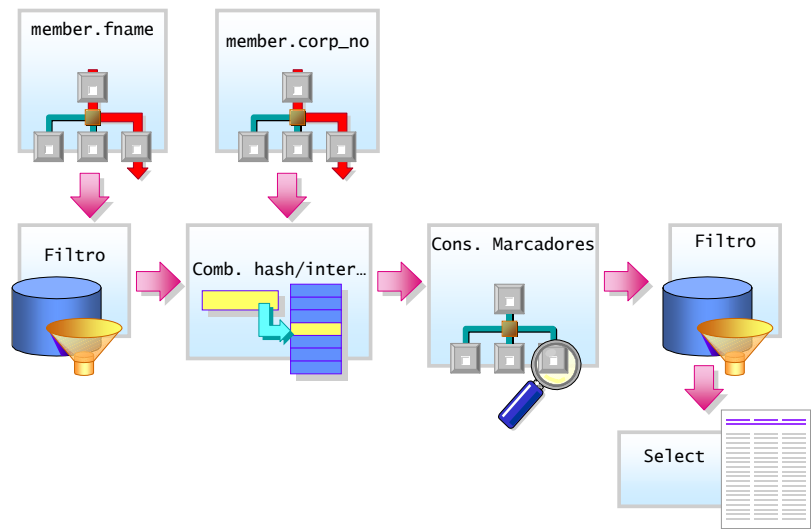 member.fname
member.corp_no
Filtro
Comb. hash/inter…
Cons. Marcadores
Filtro
Select